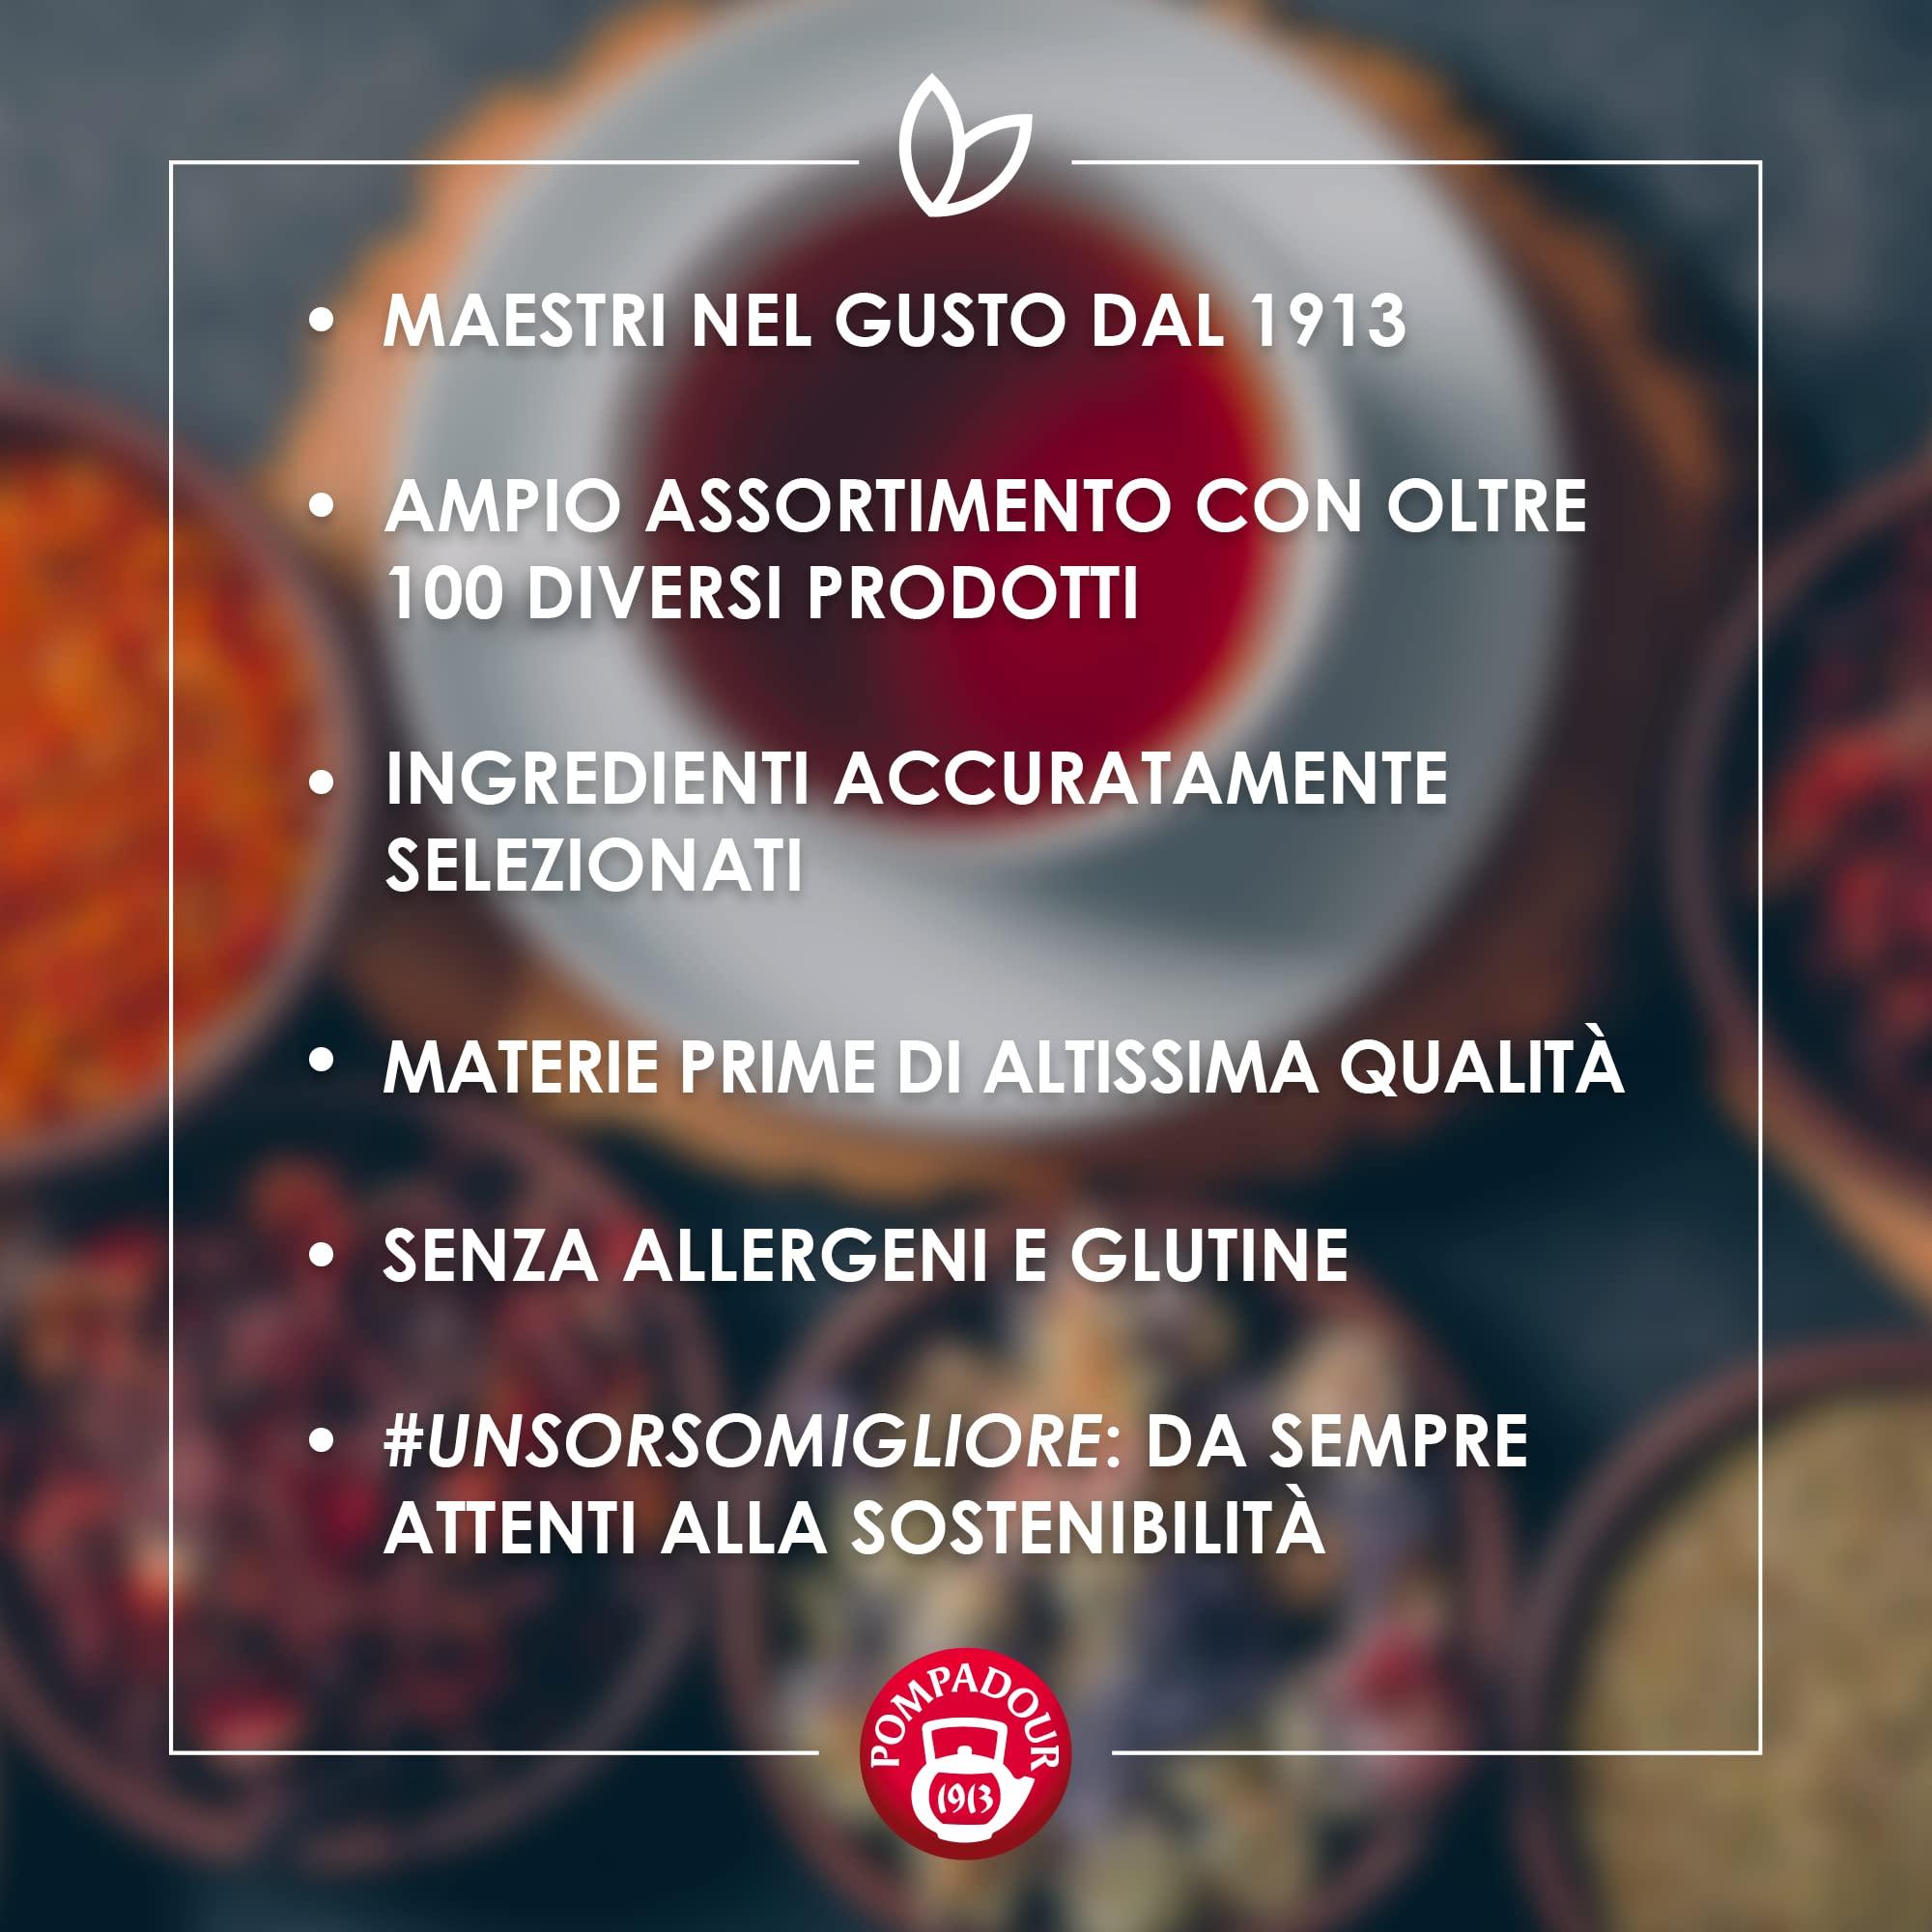 • MAESTRI NEL GUSTO DAL 1913
• AMPIO ASSORTIMENTO CON OLTRE
100 DIVERSI PRODOTTI
• INGREDIENTI ACCURATAMENTE
SELEZIONATI
• MATERIE PRIME DI ALTISSIMA QUALITÀ
• SENZA ALLERGENI E GLUTINE
• #UNSORSOMIGLIORE: DA SEMPRE
ATTENTI ALLA SOSTENIBILITÀ
POMPADOUR
1913